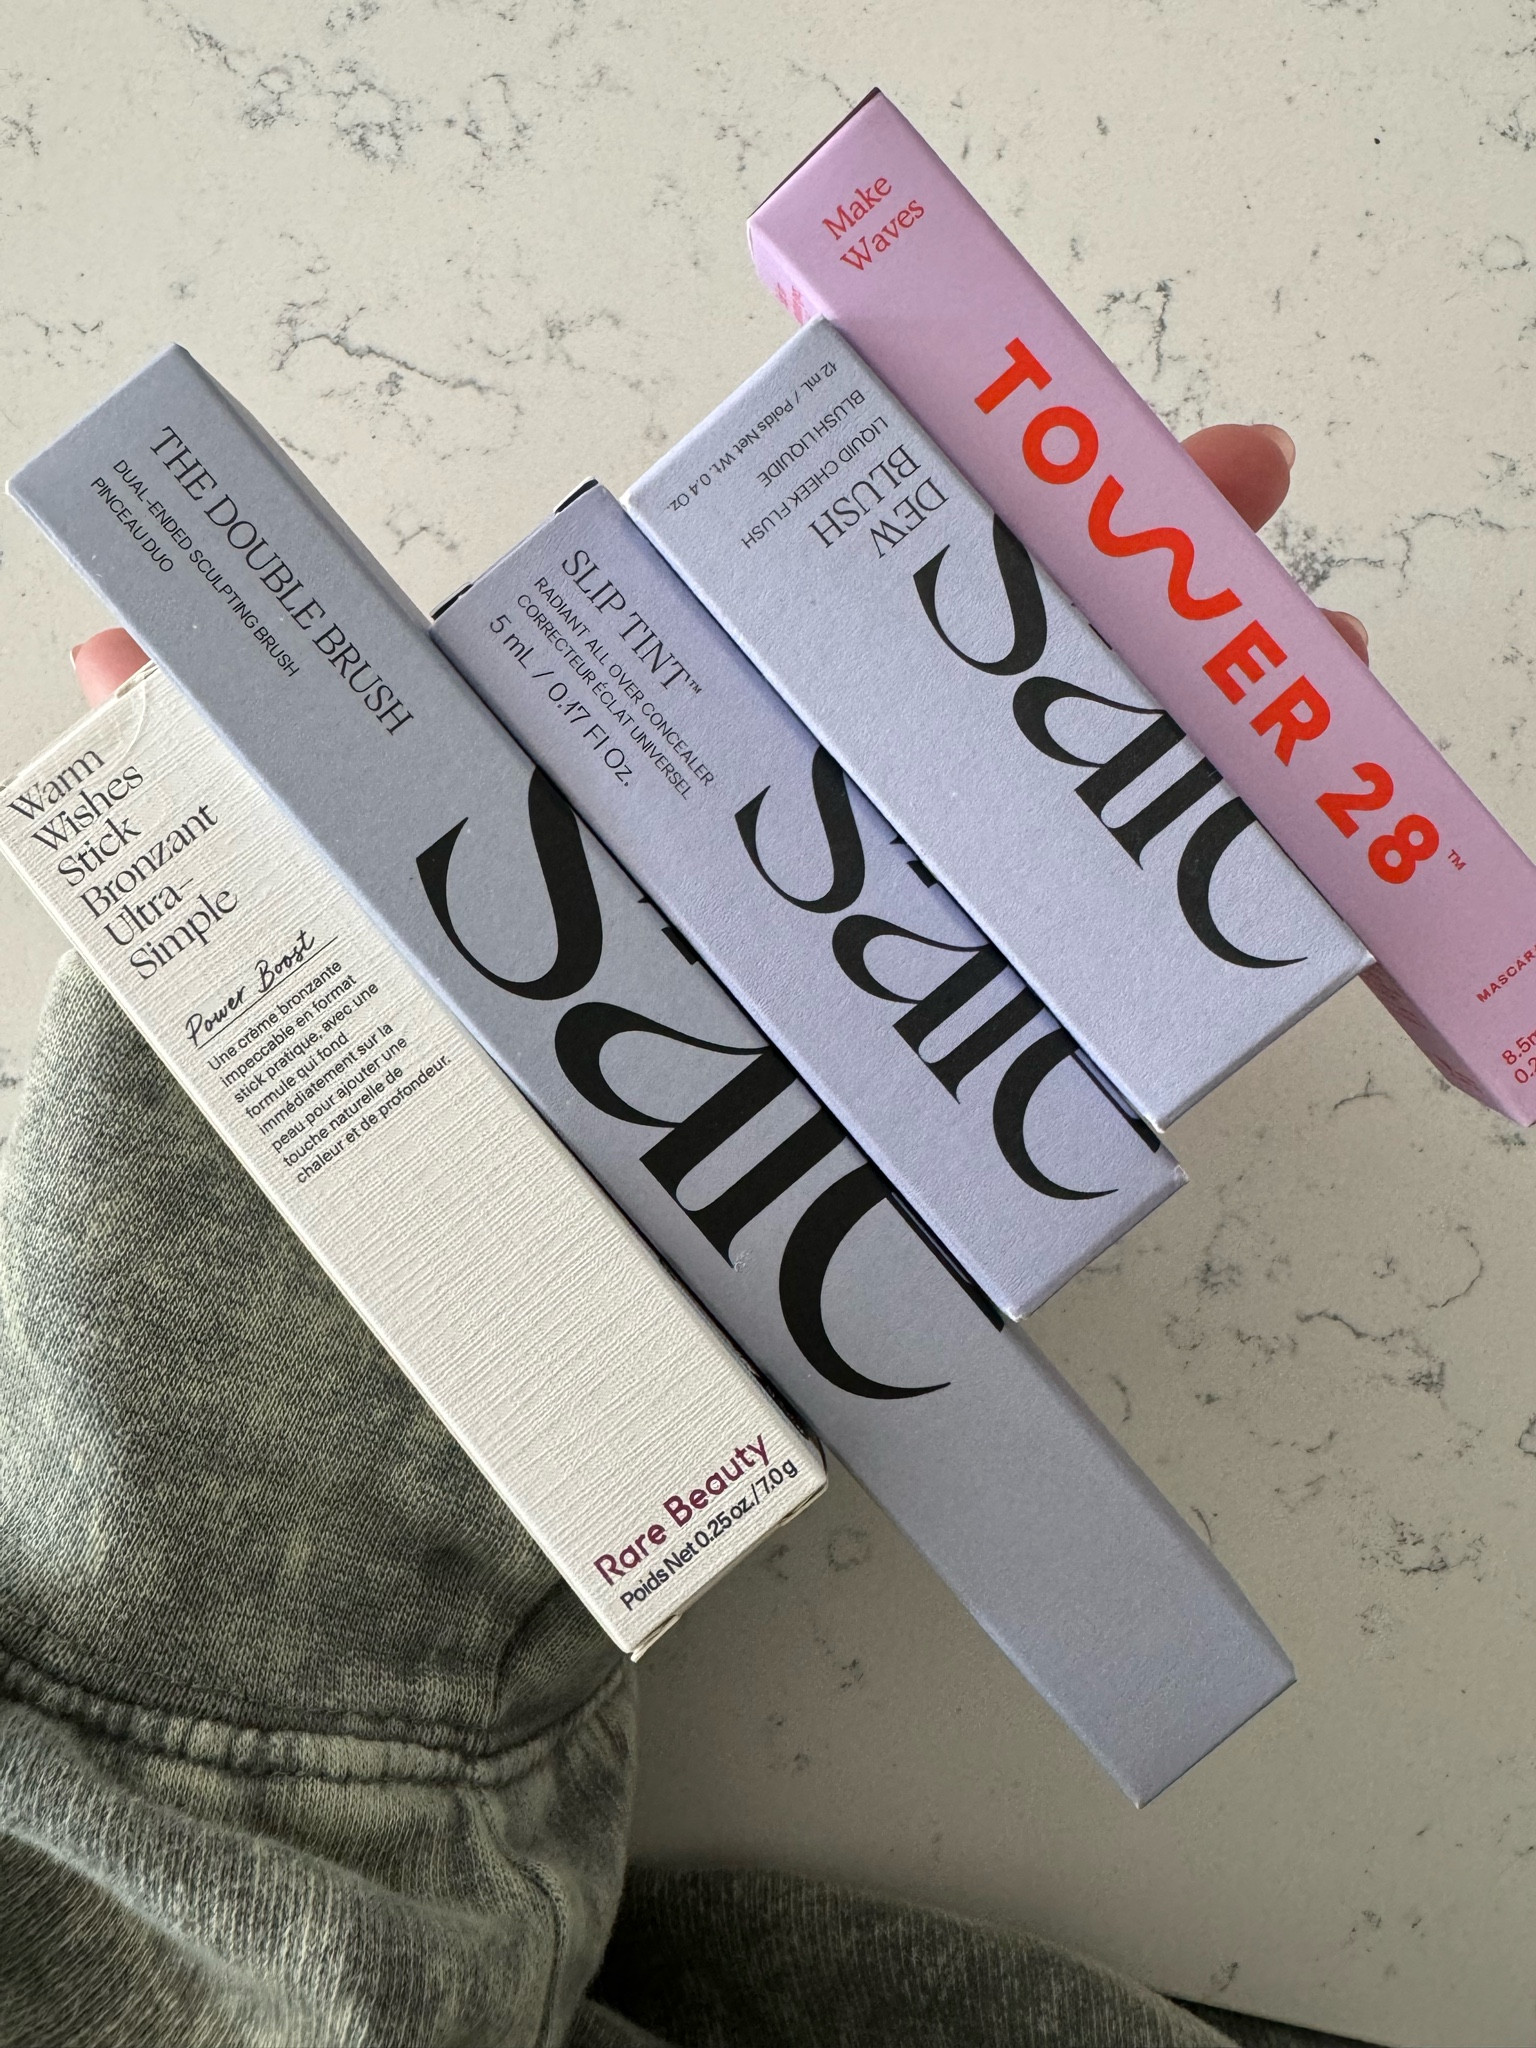 Make
Waves
TOWER 28™
MASCARA
12 mL / Poids Net Wt. 0.4 Oz.
BLUSH LIQUIDE
LIQUID CHEEK FLUSH
DEW
BLUSH
saie
SLIP TINT™
RADIANT ALL OVER CONCEALER
CORRECTEUR ÉCLAT UNIVERSEL
5 mL / 0.17 Fl Oz.
saie
THE DOUBLE BRUSH
DUAL-ENDED SCULPTING BRUSH
PINCEAU DUO
saie
Warm
Wishes
Stick
Bronzant
Ultra-
Simple
Power Boost
Une crème bronzante
impeccable en format
stick pratique, avec une
formule qui fond
immédiatement sur la
peau pour ajouter une
touche naturelle de
chaleur et de profondeur.
Rare Beauty
Poids Net 0.25 oz. / 7.0 g